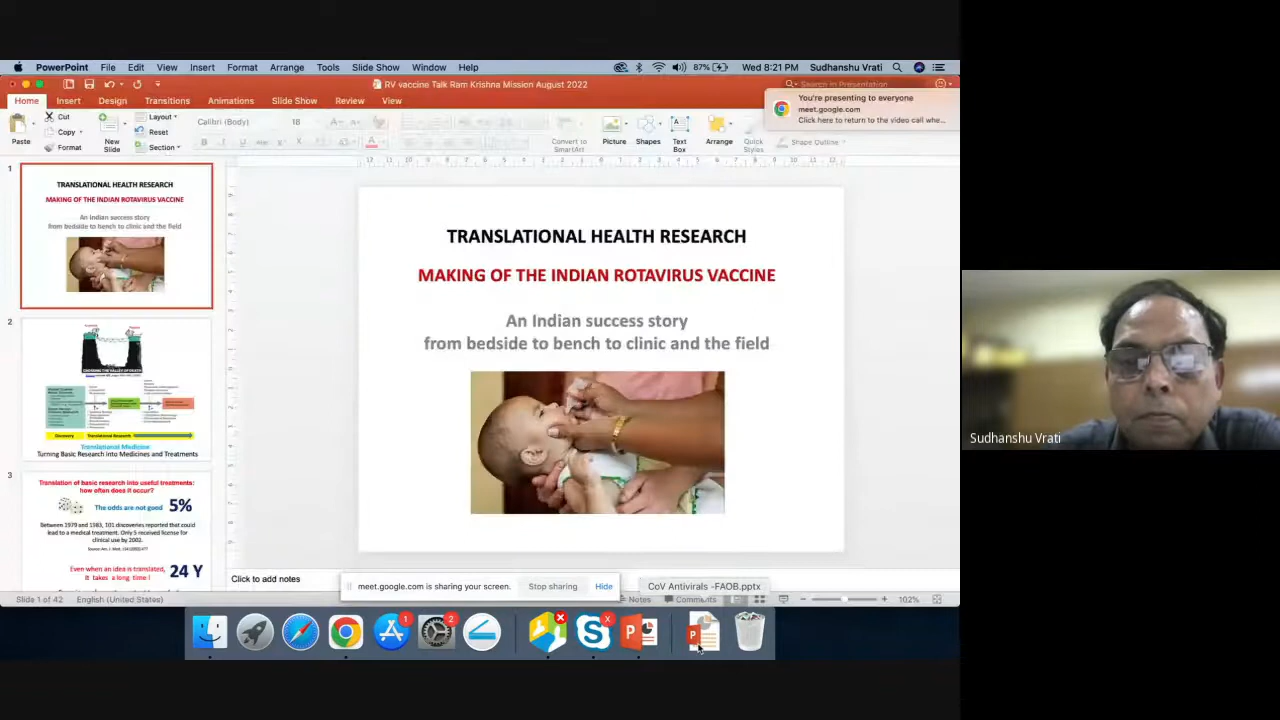 PowerPoint File Edit View Insert Format Arrange Tools Slide Show Window Help 87% Wed 8:21 PM Sudhanshu Vrati
RV vaccine Talk Ram Krishna Mission August 2022
Search in Presentation
Home Insert Design Transitions Animations Slide Show Review View
You're presenting to everyone
meet.google.com
Click here to return to the video call whe...
Paste
Cut
Copy
Format
New Slide
Layout
Reset
Section
Calibri (Body) 18
Convert to SmartArt
Picture
Shapes
Text Box
Arrange
Quick Styles
Shape Outline
1
TRANSLATIONAL HEALTH RESEARCH
MAKING OF THE INDIAN ROTAVIRUS VACCINE
An Indian success story
from bedside to bench to clinic and the field
2
CROSSING THE VALLEY OF DEATH
Discovery Translational Research
Translational Medicine
Turning Basic Research into Medicines and Treatments
3
Translation of basic research into useful treatments:
how often does it occur?
The odds are not good 5%
Between 1979 and 1983, 101 discoveries reported that could
lead to a medical treatment. Only 5 received license for
clinical use by 2002.
Even when an idea is translated,
it takes a long time ! 24 Y
TRANSLATIONAL HEALTH RESEARCH
MAKING OF THE INDIAN ROTAVIRUS VACCINE
An Indian success story
from bedside to bench to clinic and the field
Click to add notes
meet.google.com is sharing your screen. Stop sharing Hide
CoV Antivirals -FAOB.pptx
Slide 1 of 42 English (United States) Notes Comments 102%
1
2
Sudhanshu Vrati